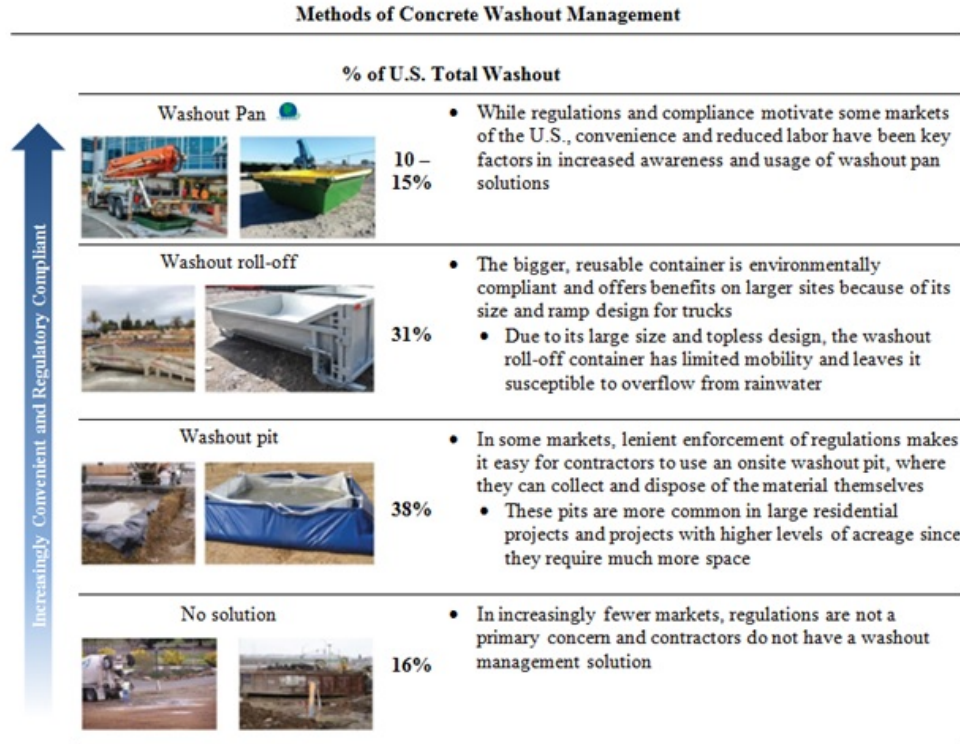 Methods of Concrete Washout Management
% of U.S. Total Washout
Washout Pan
10 –
15%
• While regulations and compliance motivate some markets
of the U.S., convenience and reduced labor have been key
factors in increased awareness and usage of washout pan
solutions
Washout roll-off
31%
• The bigger, reusable container is environmentally
compliant and offers benefits on larger sites because of its
size and ramp design for trucks
• Due to its large size and topless design, the washout
roll-off container has limited mobility and leaves it
susceptible to overflow from rainwater
Washout pit
38%
• In some markets, lenient enforcement of regulations makes
it easy for contractors to use an onsite washout pit, where
they can collect and dispose of the material themselves
• These pits are more common in large residential
projects and projects with higher levels of acreage since
they require much more space
No solution
16%
• In increasingly fewer markets, regulations are not a
primary concern and contractors do not have a washout
management solution
Increasingly Convenient and Regulatory Compliant